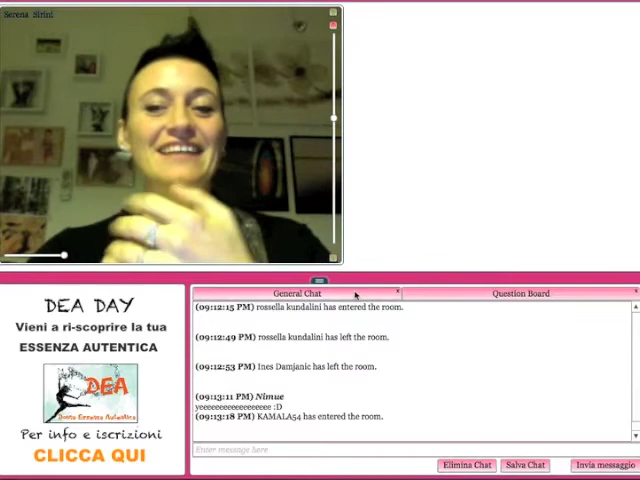 Serena Sirini
DEA DAY
Vieni a ri-scoprire la tua
ESSENZA AUTENTICA
DEA
Donna Essenza Autentica
Per info e iscrizioni
CLICCA QUI
General Chat
Question Board
(09:12:15 PM) rossella kundalini has entered the room.
(09:12:49 PM) rossella kundalini has left the room.
(09:12:53 PM) Ines Damjanic has left the room.
(09:13:11 PM) Nimue
yeeeeeeeeeeeeeeeee :D
(09:13:18 PM) KAMALA54 has entered the room.
Enter message here
Elimina Chat
Salva Chat
Invia messaggio